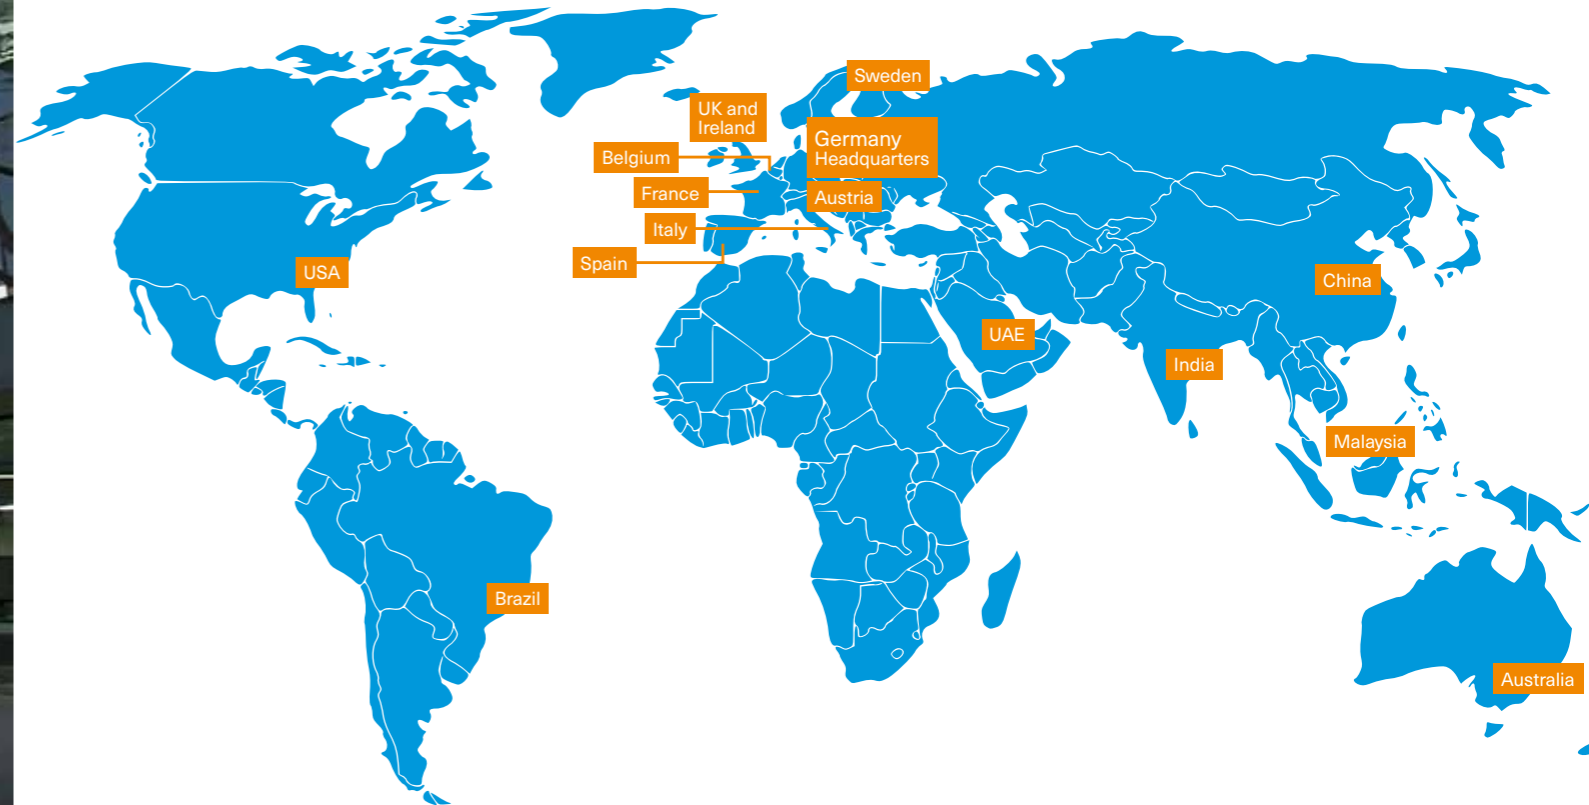 Sweden
UK and
Ireland
Germany
Headquarters
Belgium
France
Austria
Italy
Spain
USA
China
UAE
India
Malaysia
Brazil
Australia